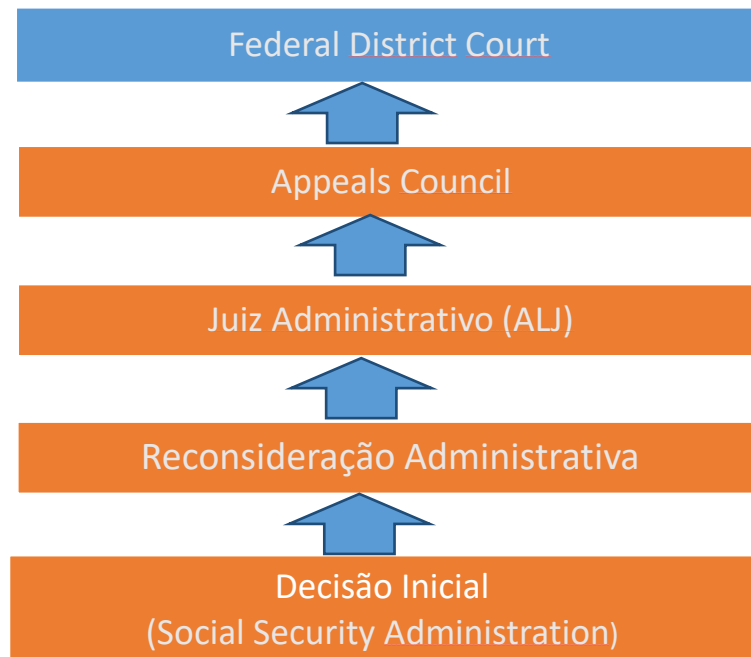 Federal District Court
Appeals Council
Juiz Administrativo (ALJ)
Reconsideração Administrativa
Decisão Inicial
(Social Security Administration)